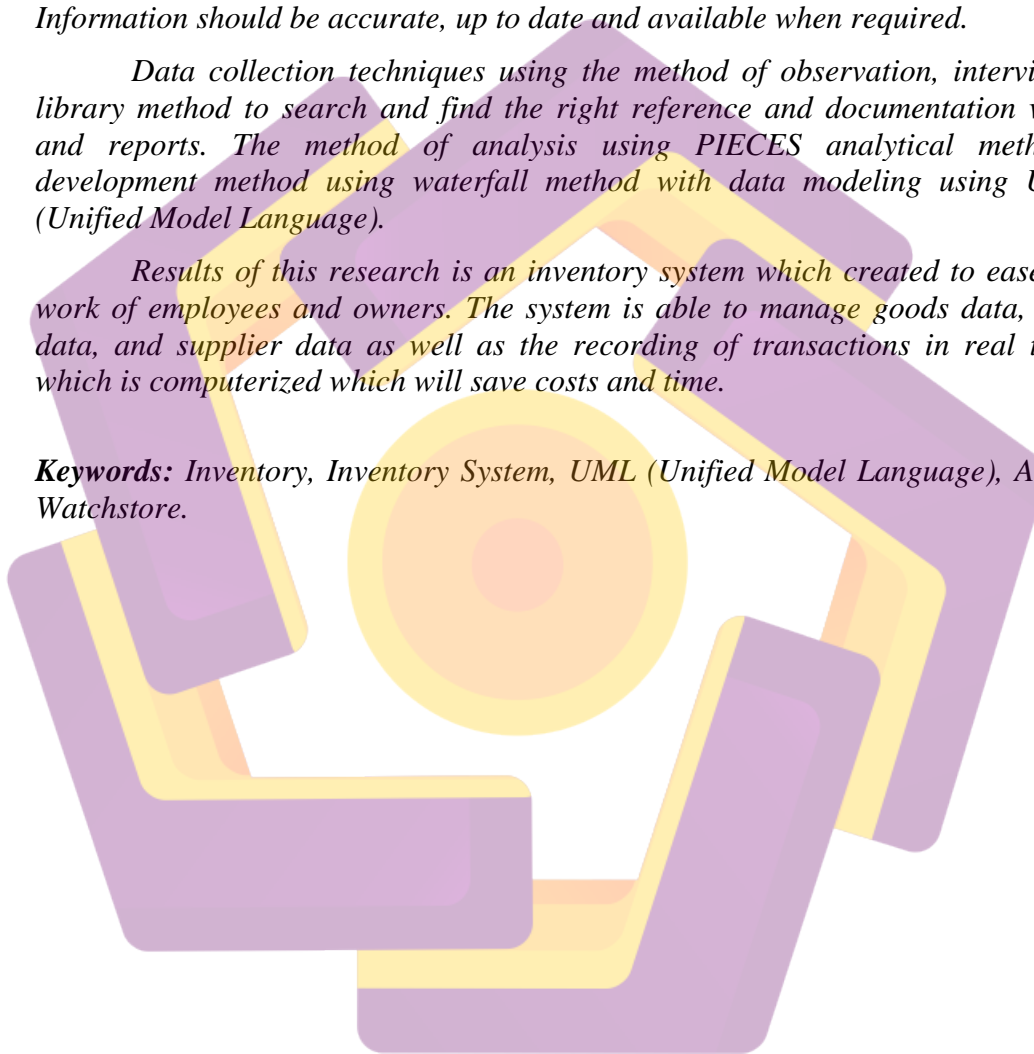 Information should be accurate, up to date and available when required.
Data collection techniques using the method of observation,
library method to search and find the right reference and documentation
and reports. The method of analysis using PIECES analytical
development method using waterfall method with data modeling using
(Unified Model Language).
Results of this research is an inventory system which created to ease
work of employees and owners. The system is able to manage goods data,
data, and supplier data as well as the recording of transactions in real
which is computerized which will save costs and time.
Keywords: Inventory, Inventory System, UML (Unified Model Language),
Watchstore.